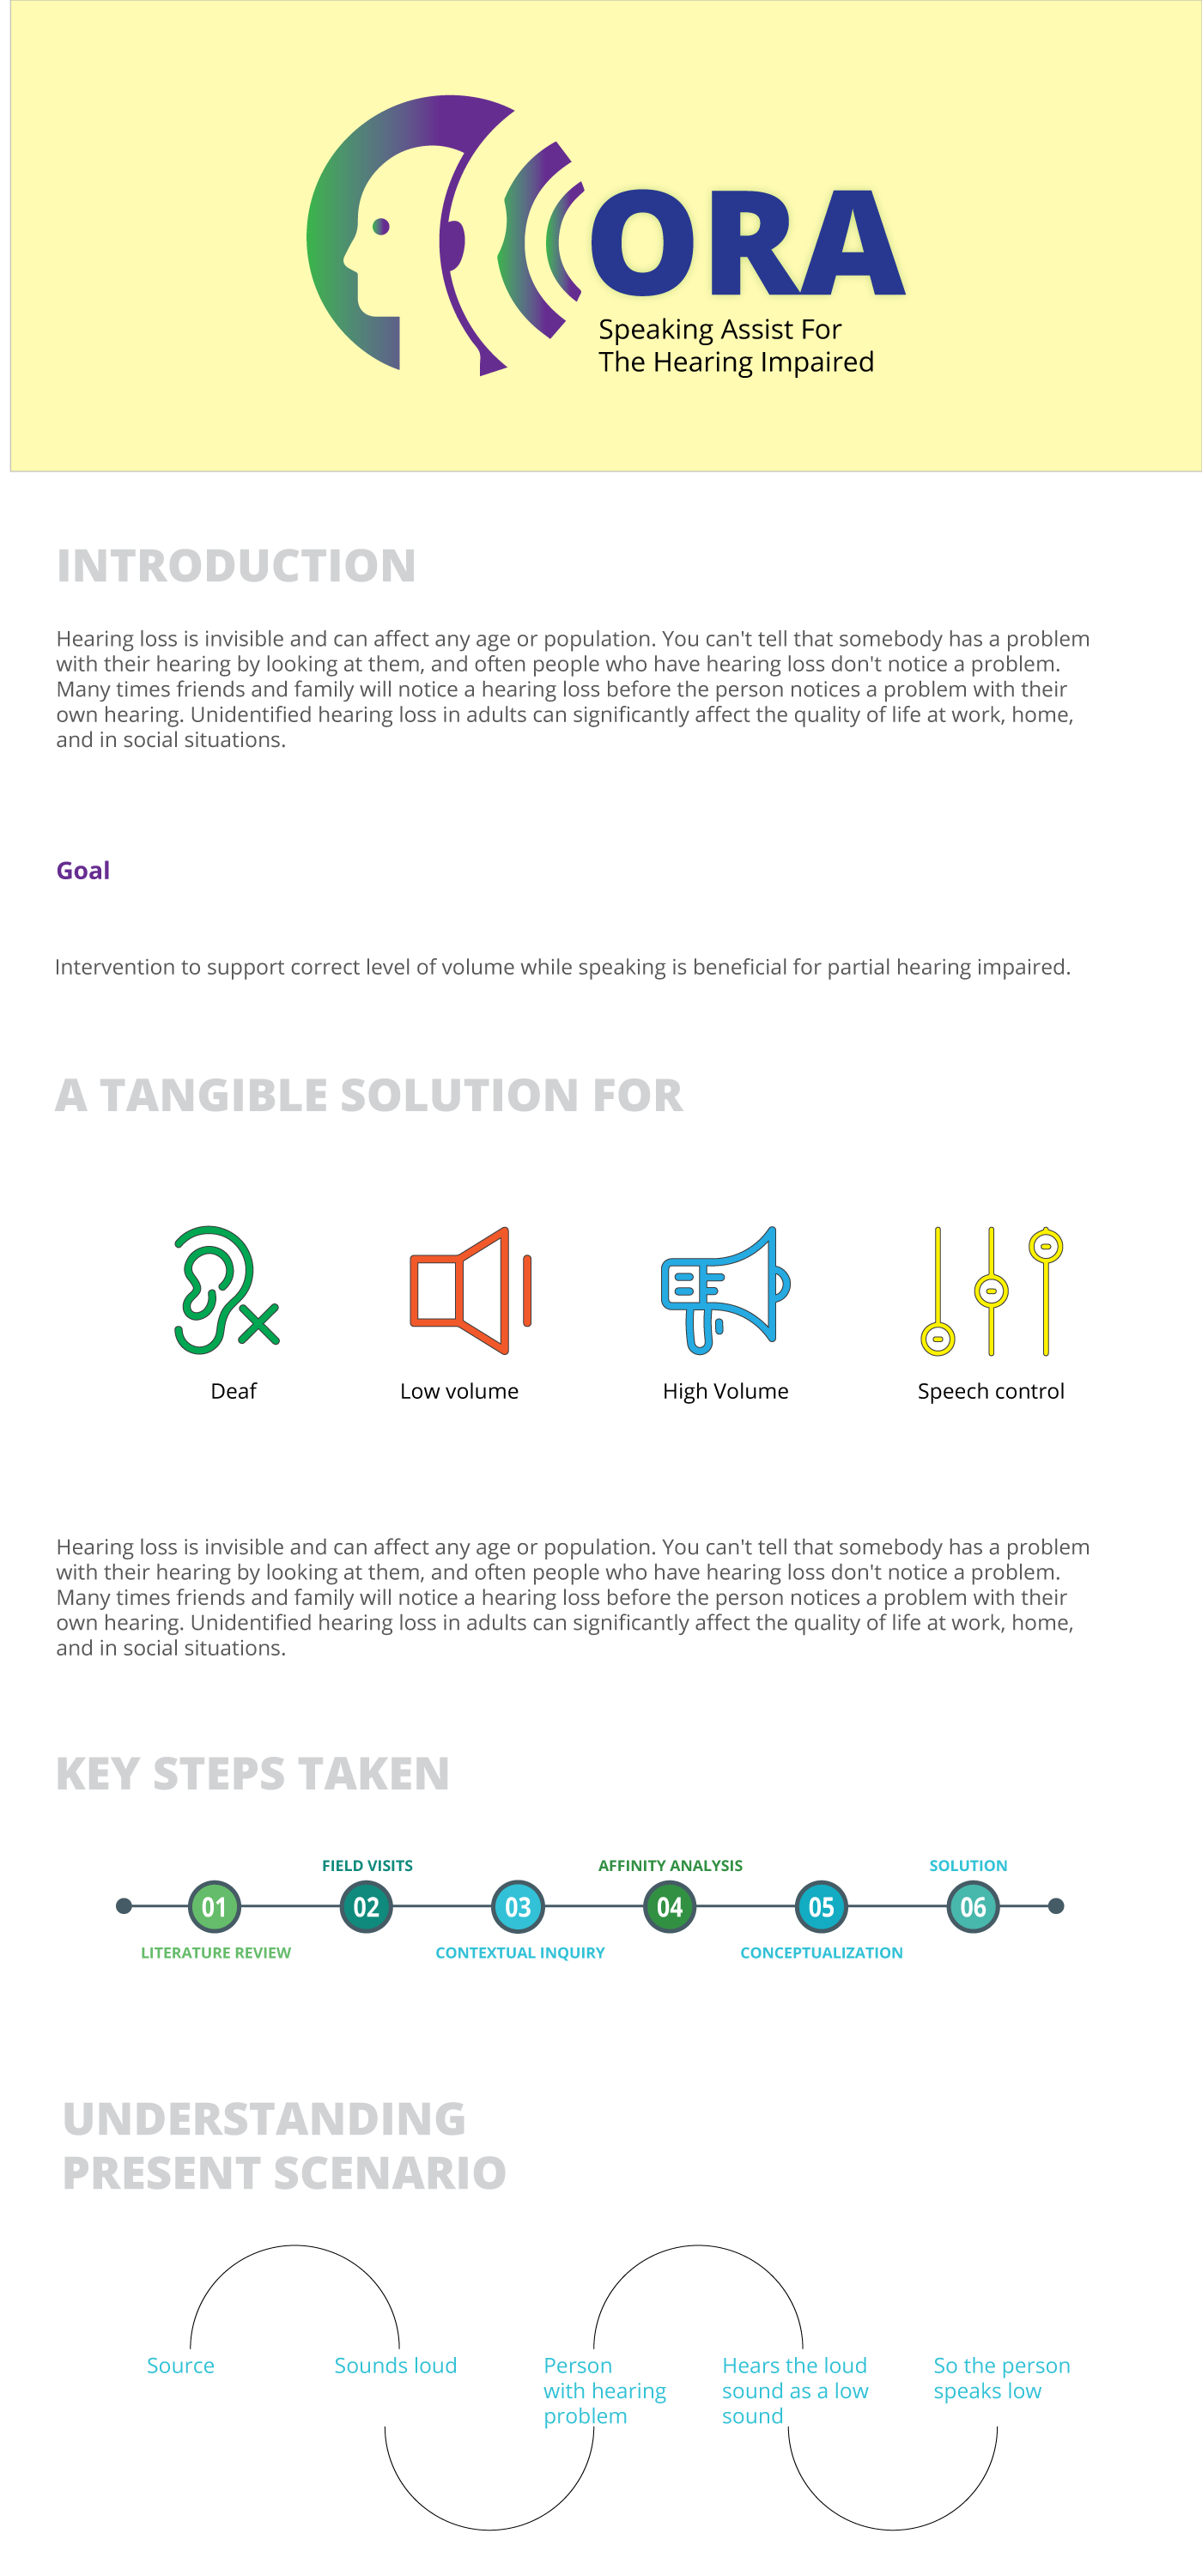 ORA
Speaking Assist For
The Hearing Impaired
INTRODUCTION
Hearing loss is invisible and can affect any age or population. You can't tell that somebody has a problem
with their hearing by looking at them, and often people who have hearing loss don't notice a problem.
Many times friends and family will notice a hearing loss before the person notices a problem with their
own hearing. Unidentified hearing loss in adults can significantly affect the quality of life at work, home,
and in social situations.
Goal
Intervention to support correct level of volume while speaking is beneficial for partial hearing impaired.
A TANGIBLE SOLUTION FOR
Deaf
Low volume
High Volume
Speech control
Hearing loss is invisible and can affect any age or population. You can't tell that somebody has a problem
with their hearing by looking at them, and often people who have hearing loss don't notice a problem.
Many times friends and family will notice a hearing loss before the person notices a problem with their
own hearing. Unidentified hearing loss in adults can significantly affect the quality of life at work, home,
and in social situations.
KEY STEPS TAKEN
01
LITERATURE REVIEW
FIELD VISITS
02
03
CONTEXTUAL INQUIRY
AFFINITY ANALYSIS
04
05
CONCEPTUALIZATION
SOLUTION
06
UNDERSTANDING
PRESENT SCENARIO
Source
Sounds loud
Person
with hearing
problem
Hears the loud
sound as a low
sound
So the person
speaks low